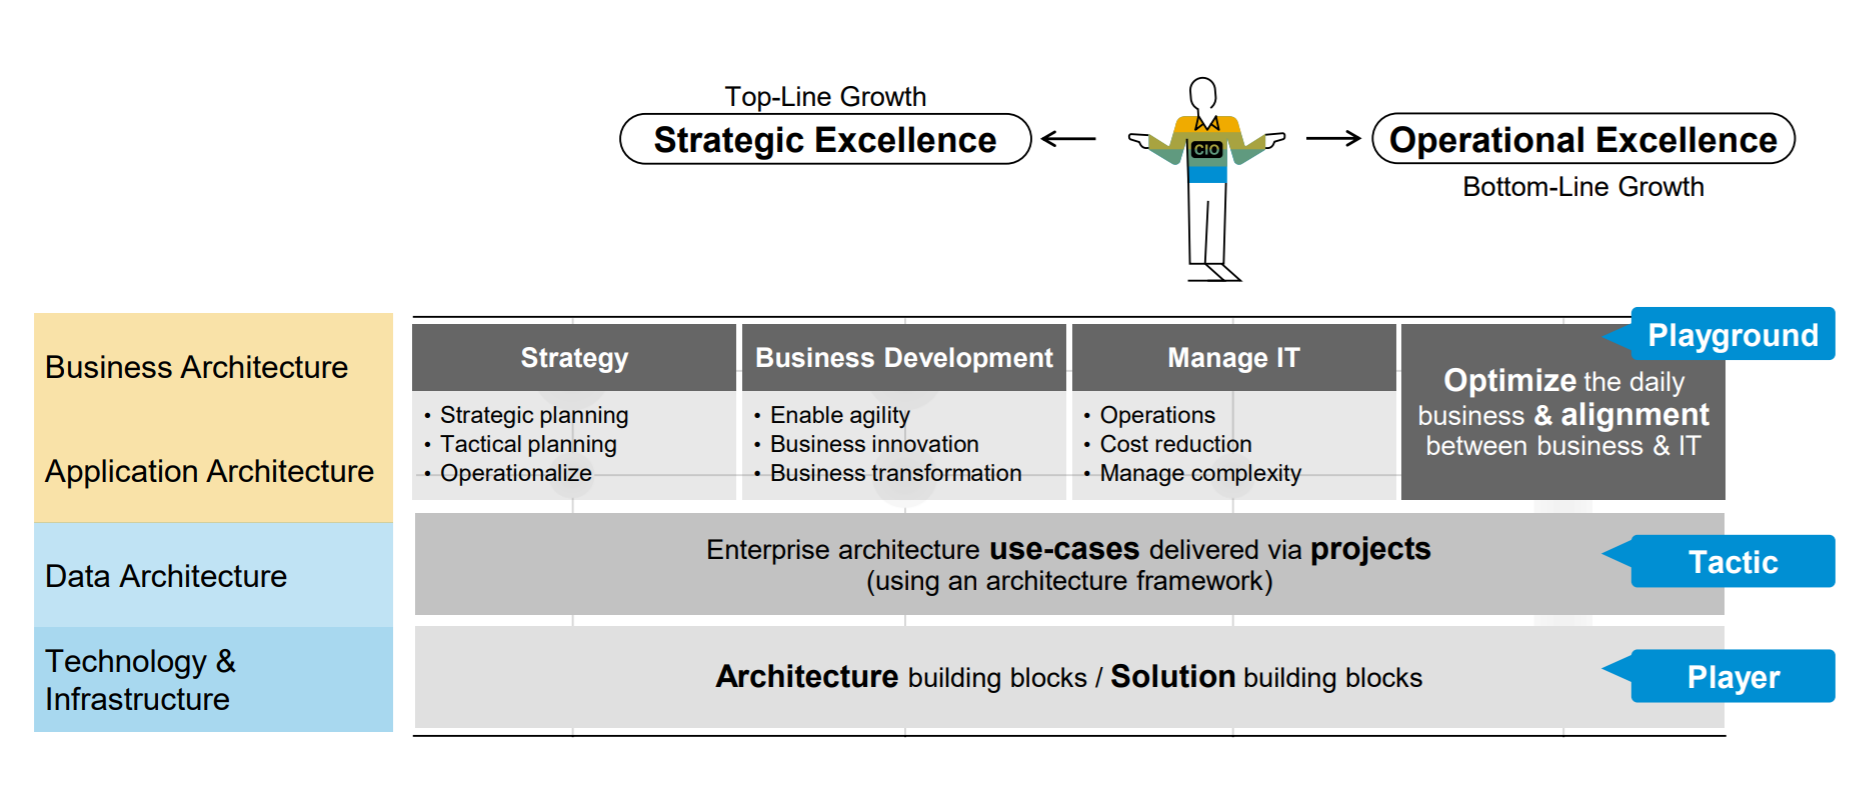 Top-Line Growth
Strategic Excellence
CIO
Operational Excellence
Bottom-Line Growth
Business Architecture
Application Architecture
Data Architecture
Technology &
Infrastructure
Strategy
• Strategic planning
• Tactical planning
• Operationalize
Business Development
• Enable agility
• Business innovation
• Business transformation
Manage IT
• Operations
• Cost reduction
• Manage complexity
Playground
Optimize the daily
business & alignment
between business & IT
Enterprise architecture use-cases delivered via projects
(using an architecture framework)
Tactic
Architecture building blocks / Solution building blocks
Player